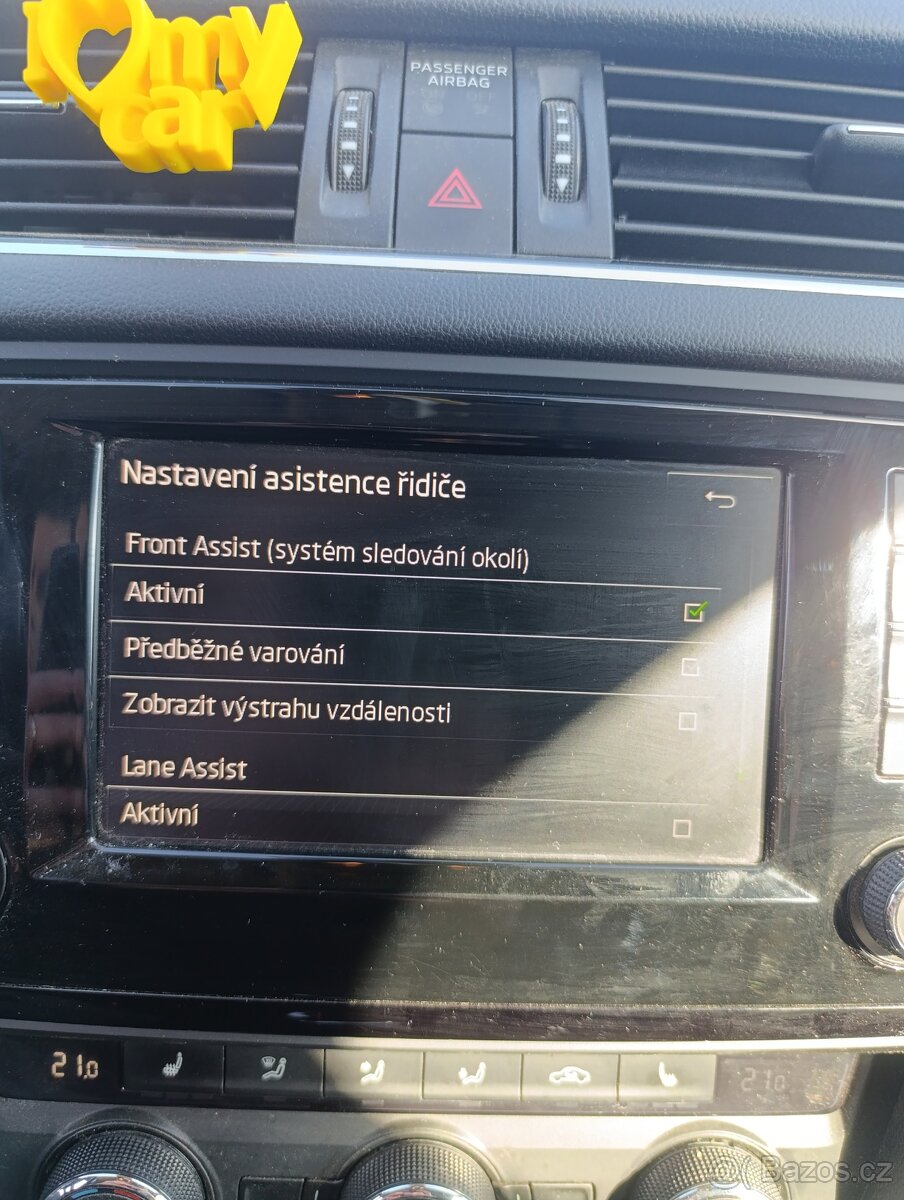 I my
car
PASSENGER
AIRBAG
Nastavení asistence řidiče
Front Assist (systém sledování okolí)
Aktivní
Předběžné varování
Zobrazit výstrahu vzdálenosti
Lane Assist
Aktivní
21,0
21,0
Bazos.cz